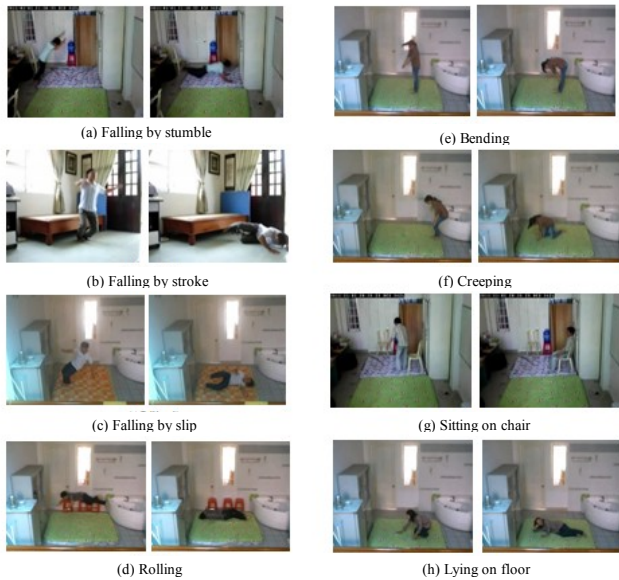 (a) Falling by stumble
(b) Falling by stroke
(c) Falling by slip
(d) Rolling
(e) Bending
(f) Creeping
(g) Sitting on chair
(h) Lying on floor